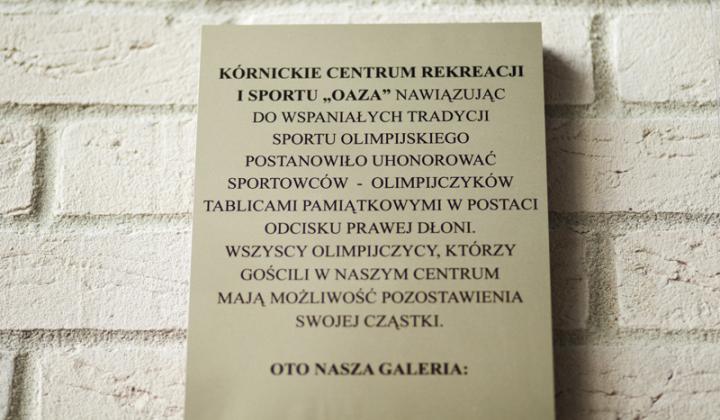 KÓRNICKIE CENTRUM REKREACJI
I SPORTU „OAZA” NAWIĄZUJĄC
DO WSPANIAŁYCH TRADYCJI
SPORTU OLIMPIJSKIEGO
POSTANOWIŁO UHONOROWAĆ
SPORTOWCÓW - OLIMPIJCZYKÓW
TABLICAMI PAMIĄTKOWYMI W POSTACI
ODCISKU PRAWEJ DŁONI.
WSZYSCY OLIMPIJCZYCY, KTÓRZY
GOŚCILI W NASZYM CENTRUM
MAJĄ MOŻLIWOŚĆ POZOSTAWIENIA
SWOJEJ CZĄSTKI.
OTO NASZA GALERIA: